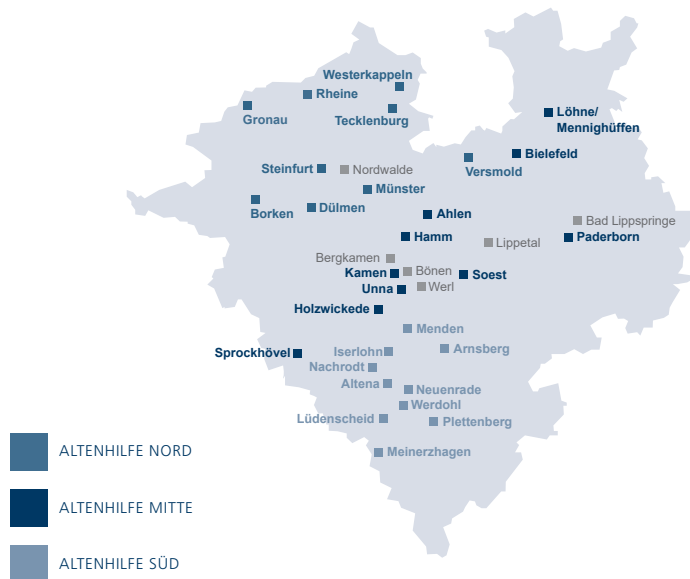 Westerkappeln
Rheine
Gronau
Tecklenburg
Löhne/
Mennighüffen
Bielefeld
Versmold
Steinfurt
Nordwalde
Münster
Borken
Dülmen
Ahlen
Bad Lippspringe
Hamm
Paderborn
Lippetal
Bergkamen
Kamen
Bönen
Soest
Unna
Werl
Holzwickede
Menden
Sprockhövel
Iserlohn
Arnsberg
Nachrodt
Altena
Neuenrade
Werdohl
Lüdenscheid
Plettenberg
Meinerzhagen
ALTENHILFE NORD
ALTENHILFE MITTE
ALTENHILFE SÜD